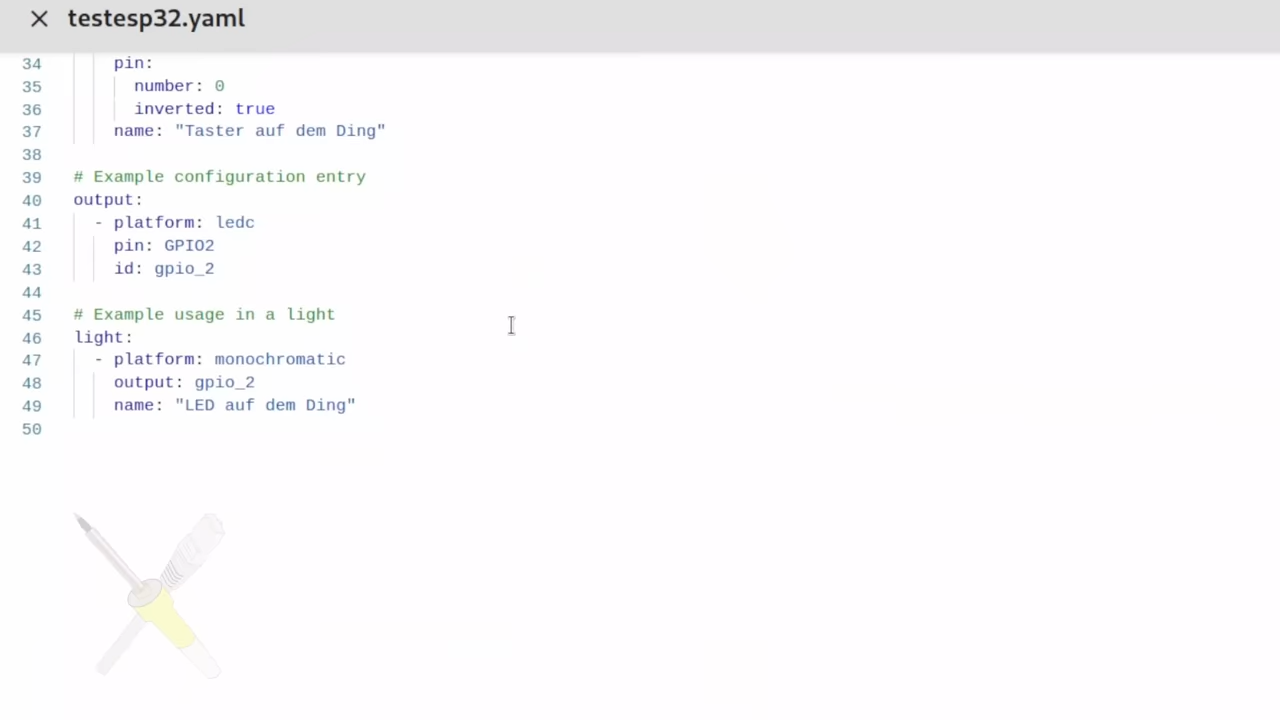 × testesp32.yaml
34 pin:
35 number: 0
36 inverted: true
37 name: "Taster auf dem Ding"
38
39 # Example configuration entry
40 output:
41 - platform: ledc
42 pin: GPIO2
43 id: gpio_2
44
45 # Example usage in a light
46 light:
47 - platform: monochromatic
48 output: gpio_2
49 name: "LED auf dem Ding"
50